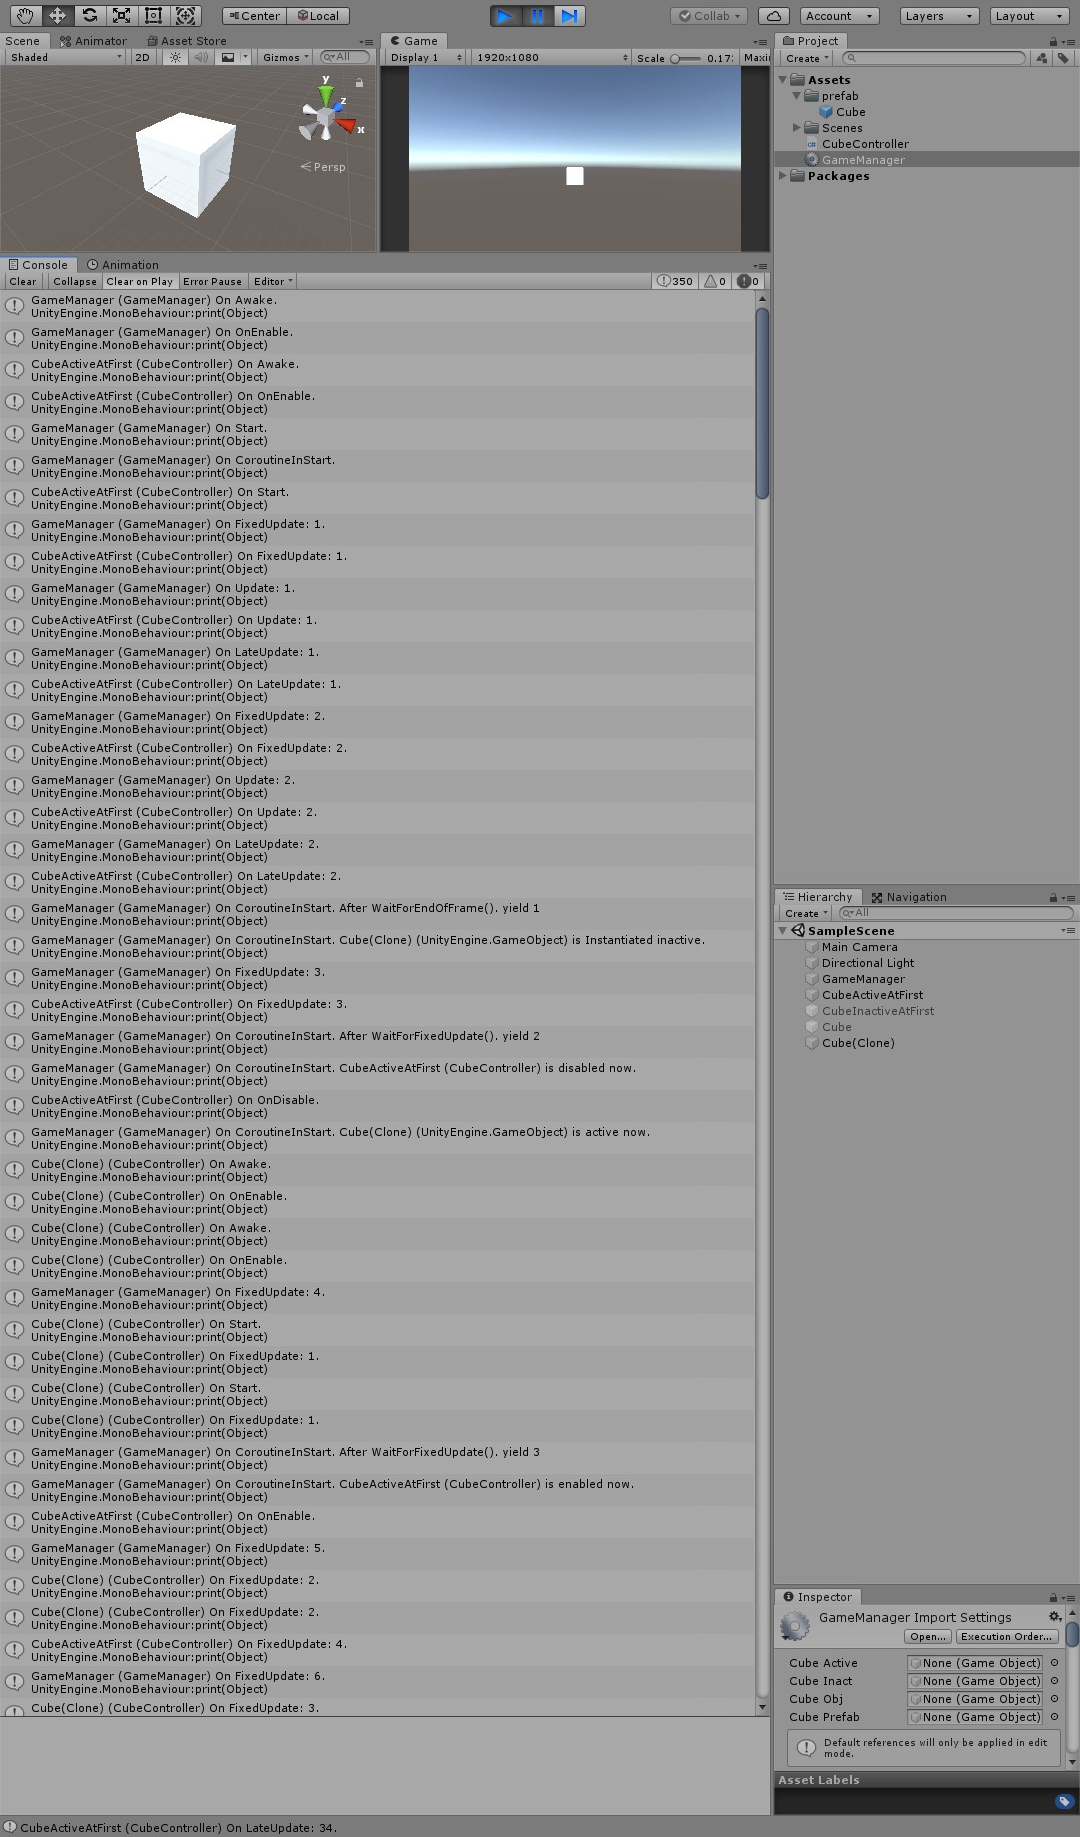 Center Local
Collab
Account
Layers
Layout
Scene Animator Asset Store
Game
Project
Shaded 2D Gizmos All
Display 1 1920x1080 Scale 0.17 Maxi
Create
Assets
prefab
Cube
Scenes
CubeController
GameManager
Packages
y
z
x
Persp
Console Animation
Clear Collapse Clear on Play Error Pause Editor 350 0 0
GameManager (GameManager) On Awake.
UnityEngine.MonoBehaviour:print(Object)
GameManager (GameManager) On OnEnable.
UnityEngine.MonoBehaviour:print(Object)
CubeActiveAtFirst (CubeController) On Awake.
UnityEngine.MonoBehaviour:print(Object)
CubeActiveAtFirst (CubeController) On OnEnable.
UnityEngine.MonoBehaviour:print(Object)
GameManager (GameManager) On Start.
UnityEngine.MonoBehaviour:print(Object)
GameManager (GameManager) On CoroutineInStart.
UnityEngine.MonoBehaviour:print(Object)
CubeActiveAtFirst (CubeController) On Start.
UnityEngine.MonoBehaviour:print(Object)
GameManager (GameManager) On FixedUpdate: 1.
UnityEngine.MonoBehaviour:print(Object)
CubeActiveAtFirst (CubeController) On FixedUpdate: 1.
UnityEngine.MonoBehaviour:print(Object)
GameManager (GameManager) On Update: 1.
UnityEngine.MonoBehaviour:print(Object)
CubeActiveAtFirst (CubeController) On Update: 1.
UnityEngine.MonoBehaviour:print(Object)
GameManager (GameManager) On LateUpdate: 1.
UnityEngine.MonoBehaviour:print(Object)
CubeActiveAtFirst (CubeController) On LateUpdate: 1.
UnityEngine.MonoBehaviour:print(Object)
GameManager (GameManager) On FixedUpdate: 2.
UnityEngine.MonoBehaviour:print(Object)
CubeActiveAtFirst (CubeController) On FixedUpdate: 2.
UnityEngine.MonoBehaviour:print(Object)
GameManager (GameManager) On Update: 2.
UnityEngine.MonoBehaviour:print(Object)
CubeActiveAtFirst (CubeController) On Update: 2.
UnityEngine.MonoBehaviour:print(Object)
GameManager (GameManager) On LateUpdate: 2.
UnityEngine.MonoBehaviour:print(Object)
CubeActiveAtFirst (CubeController) On LateUpdate: 2.
UnityEngine.MonoBehaviour:print(Object)
GameManager (GameManager) On CoroutineInStart. After WaitForEndOfFrame(). yield 1
UnityEngine.MonoBehaviour:print(Object)
GameManager (GameManager) On CoroutineInStart. Cube(Clone) (UnityEngine.GameObject) is Instantiated inactive.
UnityEngine.MonoBehaviour:print(Object)
GameManager (GameManager) On FixedUpdate: 3.
UnityEngine.MonoBehaviour:print(Object)
CubeActiveAtFirst (CubeController) On FixedUpdate: 3.
UnityEngine.MonoBehaviour:print(Object)
GameManager (GameManager) On CoroutineInStart. After WaitForFixedUpdate(). yield 2
UnityEngine.MonoBehaviour:print(Object)
GameManager (GameManager) On CoroutineInStart. CubeActiveAtFirst (CubeController) is disabled now.
UnityEngine.MonoBehaviour:print(Object)
CubeActiveAtFirst (CubeController) On OnDisable.
UnityEngine.MonoBehaviour:print(Object)
GameManager (GameManager) On CoroutineInStart. Cube(Clone) (UnityEngine.GameObject) is active now.
UnityEngine.MonoBehaviour:print(Object)
Cube(Clone) (CubeController) On Awake.
UnityEngine.MonoBehaviour:print(Object)
Cube(Clone) (CubeController) On OnEnable.
UnityEngine.MonoBehaviour:print(Object)
Cube(Clone) (CubeController) On Awake.
UnityEngine.MonoBehaviour:print(Object)
Cube(Clone) (CubeController) On OnEnable.
UnityEngine.MonoBehaviour:print(Object)
GameManager (GameManager) On FixedUpdate: 4.
UnityEngine.MonoBehaviour:print(Object)
Cube(Clone) (CubeController) On Start.
UnityEngine.MonoBehaviour:print(Object)
Cube(Clone) (CubeController) On FixedUpdate: 1.
UnityEngine.MonoBehaviour:print(Object)
Cube(Clone) (CubeController) On Start.
UnityEngine.MonoBehaviour:print(Object)
Cube(Clone) (CubeController) On FixedUpdate: 1.
UnityEngine.MonoBehaviour:print(Object)
GameManager (GameManager) On CoroutineInStart. After WaitForFixedUpdate(). yield 3
UnityEngine.MonoBehaviour:print(Object)
GameManager (GameManager) On CoroutineInStart. CubeActiveAtFirst (CubeController) is enabled now.
UnityEngine.MonoBehaviour:print(Object)
CubeActiveAtFirst (CubeController) On OnEnable.
UnityEngine.MonoBehaviour:print(Object)
GameManager (GameManager) On FixedUpdate: 5.
UnityEngine.MonoBehaviour:print(Object)
Cube(Clone) (CubeController) On FixedUpdate: 2.
UnityEngine.MonoBehaviour:print(Object)
Cube(Clone) (CubeController) On FixedUpdate: 2.
UnityEngine.MonoBehaviour:print(Object)
CubeActiveAtFirst (CubeController) On FixedUpdate: 4.
UnityEngine.MonoBehaviour:print(Object)
GameManager (GameManager) On FixedUpdate: 6.
UnityEngine.MonoBehaviour:print(Object)
Cube(Clone) (CubeController) On FixedUpdate: 3.
Hierarchy Navigation
Create All
SampleScene
Main Camera
Directional Light
GameManager
CubeActiveAtFirst
CubeInactiveAtFirst
Cube
Cube(Clone)
Inspector
GameManager Import Settings
Open... Execution Order...
Cube Active None (Game Object)
Cube Inact None (Game Object)
Cube Obj None (Game Object)
Cube Prefab None (Game Object)
Default references will only be applied in edit
mode.
Asset Labels
CubeActiveAtFirst (CubeController) On LateUpdate: 34.